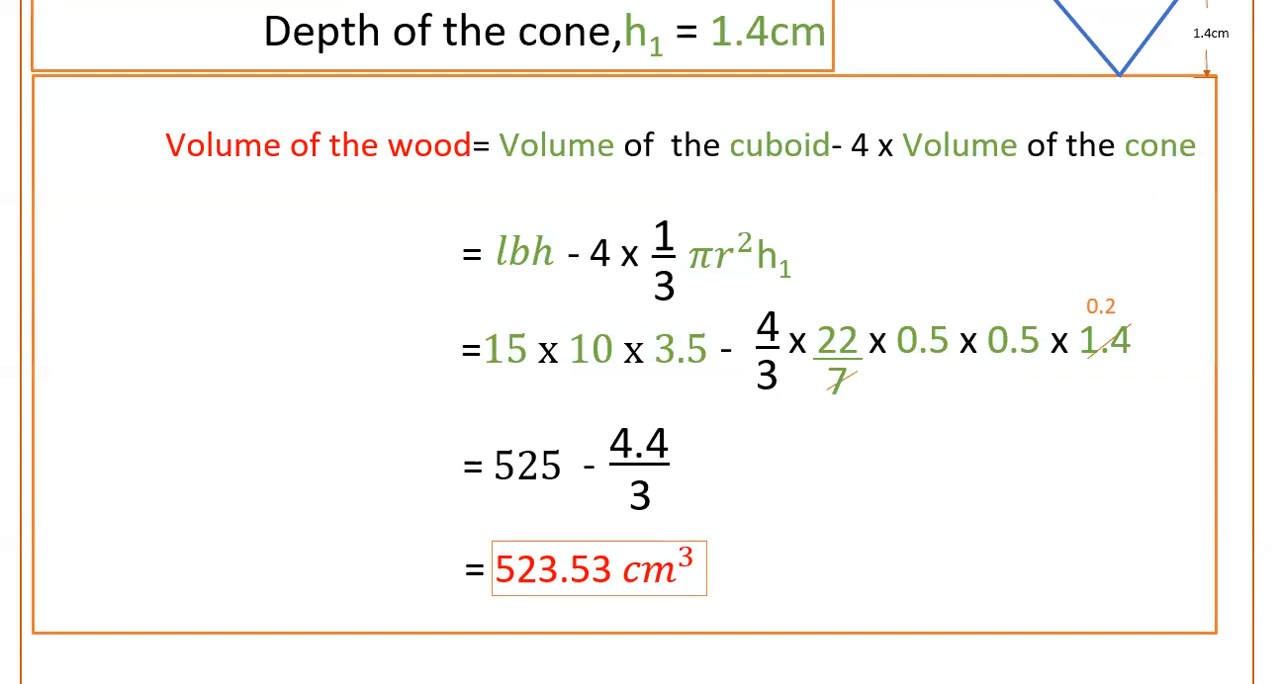 Depth of the cone,h₁ = 1.4cm
1.4cm
Volume of the wood= Volume of the cuboid- 4 x Volume of the cone
= lbh - 4 x 1/3 πr²h₁
0.2
=15 x 10 x 3.5 - 4/3 x 22/7 x 0.5 x 0.5 x 1.4
= 525 - 4.4/3
= 523.53 cm³